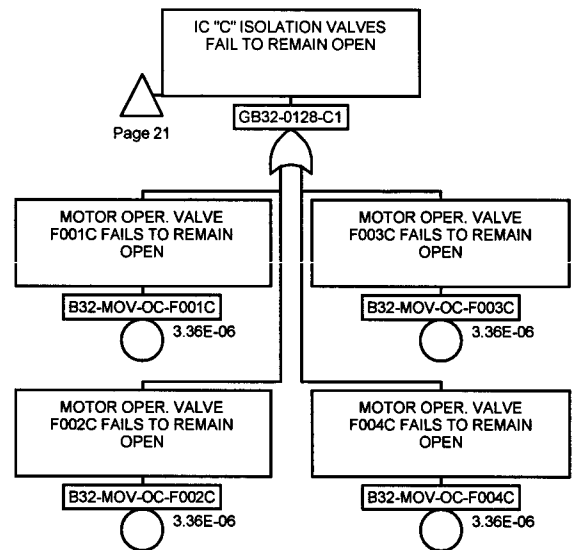 IC "C" ISOLATION VALVES
FAIL TO REMAIN OPEN
Page 21
GB32-0128-C1
MOTOR OPER. VALVE
F001C FAILS TO REMAIN
OPEN
B32-MOV-OC-F001C
3.36E-06
MOTOR OPER. VALVE
F003C FAILS TO REMAIN
OPEN
B32-MOV-OC-F003C
3.36E-06
MOTOR OPER. VALVE
F002C FAILS TO REMAIN
OPEN
B32-MOV-OC-F002C
3.36E-06
MOTOR OPER. VALVE
F004C FAILS TO REMAIN
OPEN
B32-MOV-OC-F004C
3.36E-06